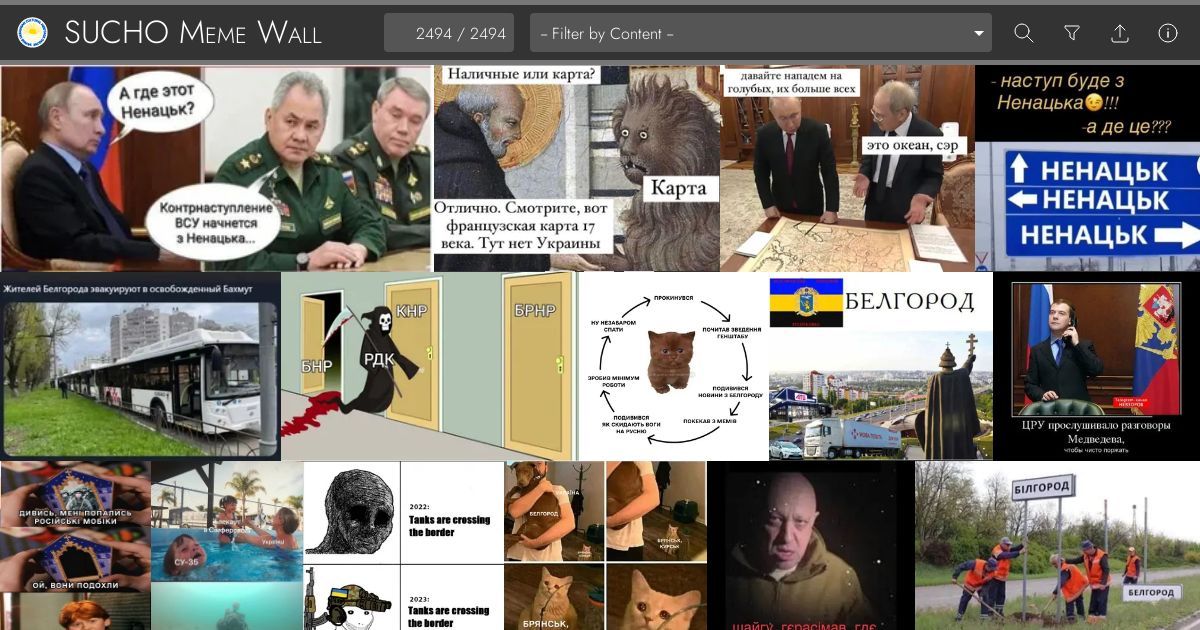 SUCHO Meme Wall
2494 / 2494
-- Filter by Content --
А где этот
Ненацьк?
Контрнаступление
ВСУ начнется
з Ненацька...
Наличные или карта?
Карта
Отлично. Смотрите, вот
французская карта 17
века. Тут нет Украины
давайте нападем на
голубых, их больше всех
это океан, сэр
- наступ буде з
Ненацька😉!!!
-а де це???
НЕНАЦЬК
НЕНАЦЬК
НЕНАЦЬК
Жителей Белгорода эвакуируют в освобожденный Бахмут
БНР
РДК
КНР
БРНР
ПРОКИНУВСЯ
ПОЧИТАВ ЗВЕДЕННЯ
ГЕНШТАБУ
ПОДИВИВСЯ
НОВИНИ З БЕЛГОРОДУ
ПОКЕКАВ З МЕМІВ
ПОДИВИВСЯ
ЯК СКИДАЮТЬ ВОГИ
НА РУСНЮ
ЗРОБИВ МІНІМУМ
РОБОТИ
НУ НЕЗАБАРОМ
СПАТИ
БЕЛГОРОД
НОВА ПОШТА
ЦРУ прослушивало разговоры
Медведева,
чтобы чисто поржать
ДИВИСЬ, МЕНІ ПОПАЛИСЬ
РОСІЙСЬКІ МОБІКИ
ОЙ, ВОНИ ПОДОХЛИ
СУ-35
2022:
Tanks are crossing
the border
2023:
Tanks are crossing
the border
УКРАЇНА
БЕЛГОРОД
БРЯНСЬК,
КУРСЬК
БРЯНСЬК,
шайгу, герасімав, где
БІЛГОРОД
БЕЛГОРОД